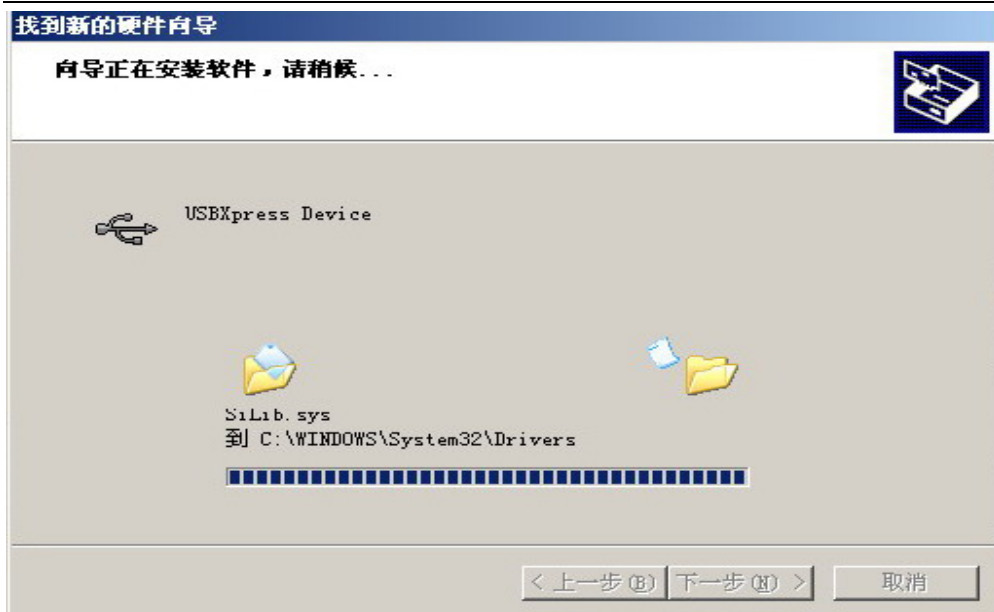 找到新的硬件向导
向导正在安装软件，请稍候...
USBXpress Device
SiLib.sys
到 C:\WINDOWS\System32\Drivers
< 上一步(B) 下一步(N) > 取消